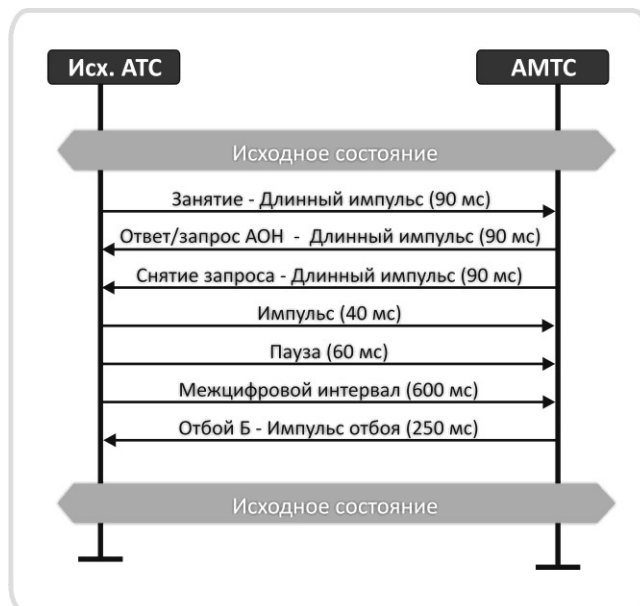 Исх. АТС
АМТС
Исходное состояние
Занятие - Длинный импульс (90 мс)
Ответ/запрос АОН - Длинный импульс (90 мс)
Снятие запроса - Длинный импульс (90 мс)
Импульс (40 мс)
Пауза (60 мс)
Межцифровой интервал (600 мс)
Отбой Б - Импульс отбоя (250 мс)
Исходное состояние